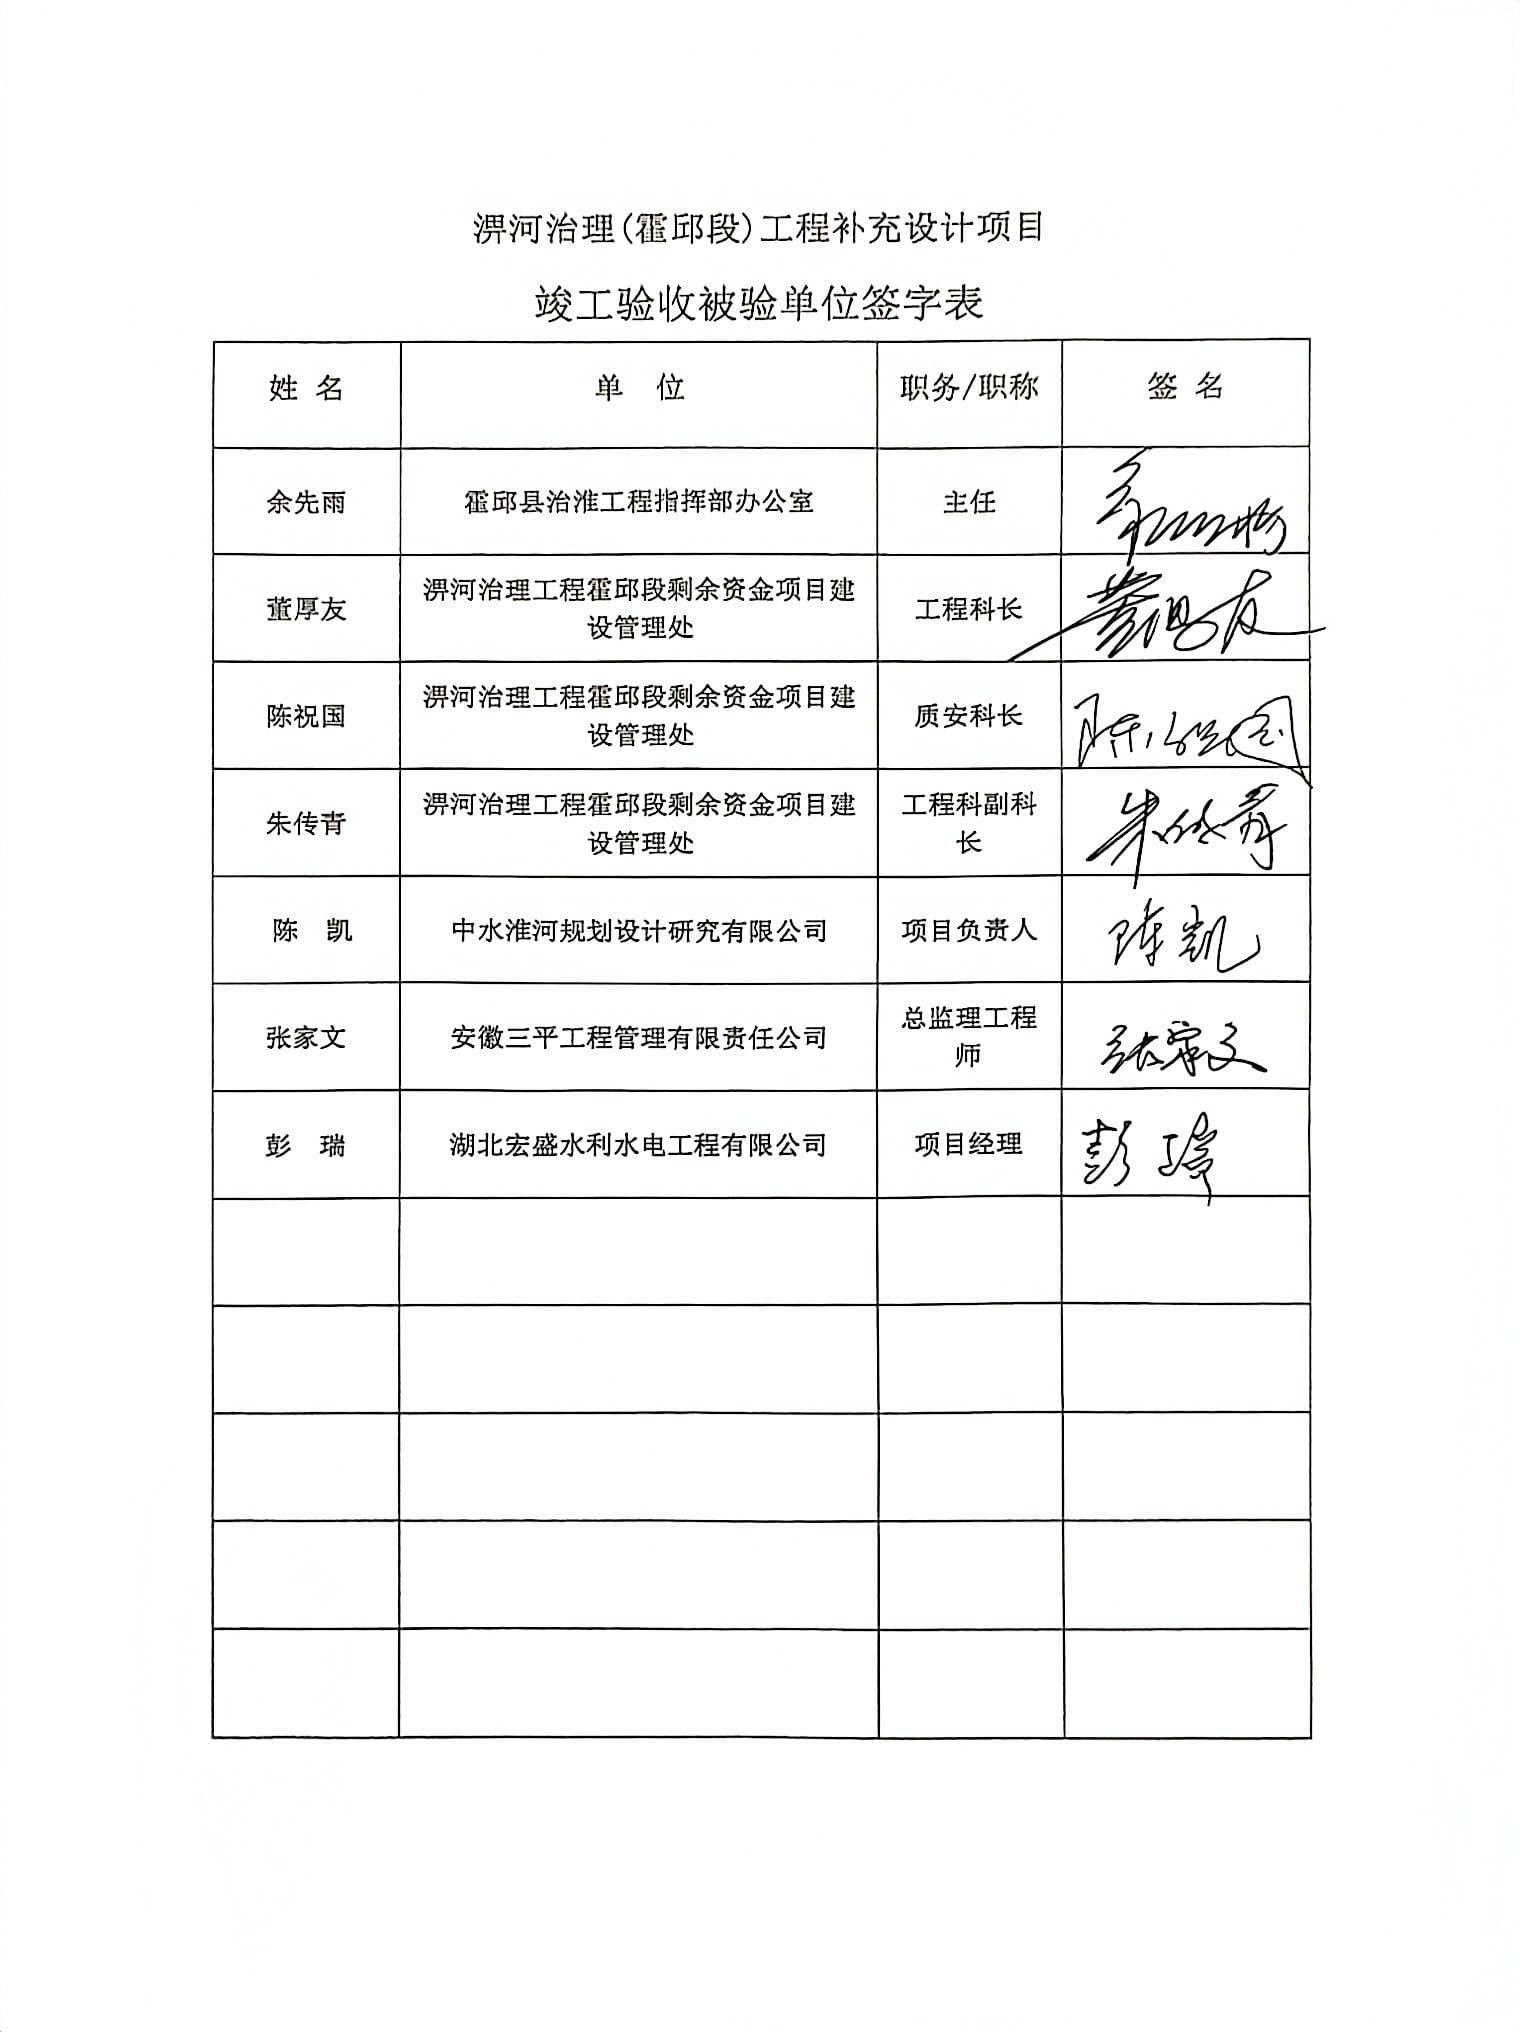 淠河治理(霍邱段)工程补充设计项目
竣工验收被验单位签字表
姓 名 单 位 职务/职称 签 名
余先雨 霍邱县治淮工程指挥部办公室 主任
董厚友 淠河治理工程霍邱段剩余资金项目建
设管理处 工程科长 董厚友
陈祝国 淠河治理工程霍邱段剩余资金项目建
设管理处 质安科长 陈祝国
朱传青 淠河治理工程霍邱段剩余资金项目建
设管理处 工程科副科
长 朱传青
陈 凯 中水淮河规划设计研究有限公司 项目负责人 陈凯
张家文 安徽三平工程管理有限责任公司 总监理工程
师 张家文
彭 瑞 湖北宏盛水利水电工程有限公司 项目经理 彭瑞